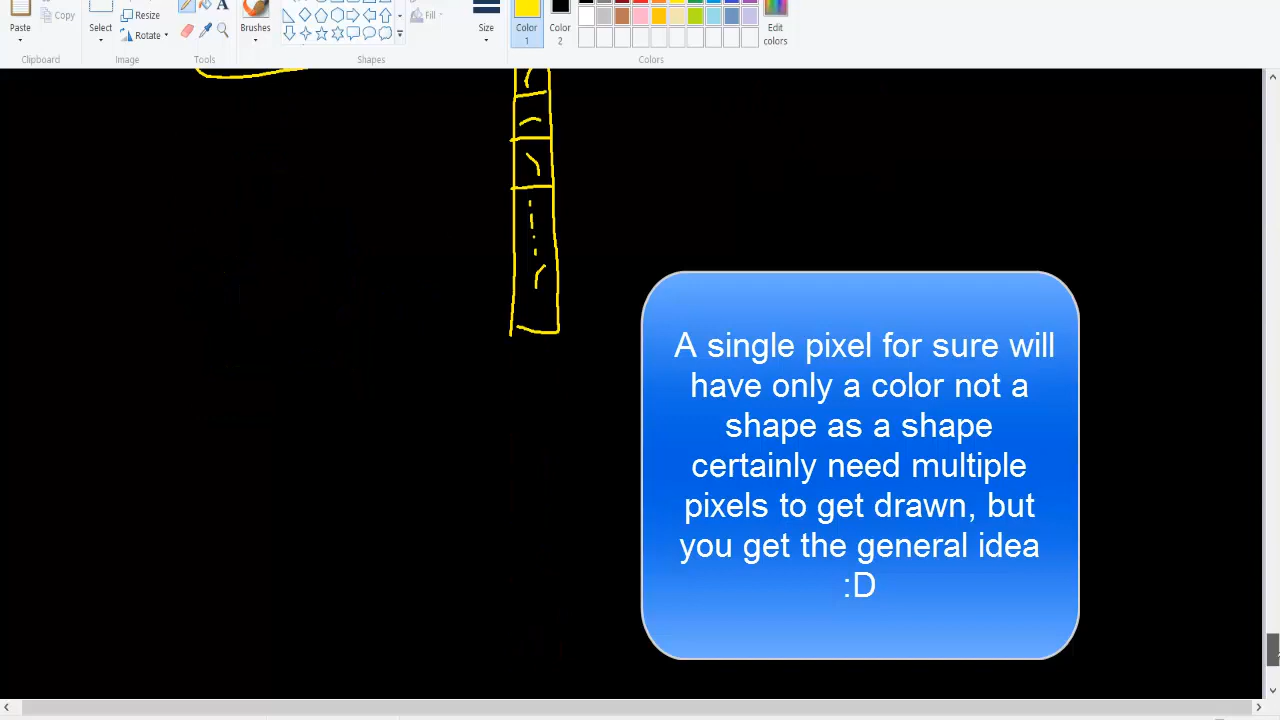 Paste
Copy
Select
Resize
Rotate
A
Brushes
Fill
Size
Color
1
Color
2
Edit
colors
Clipboard
Image
Tools
Shapes
Colors
A single pixel for sure will
have only a color not a
shape as a shape
certainly need multiple
pixels to get drawn, but
you get the general idea
:D